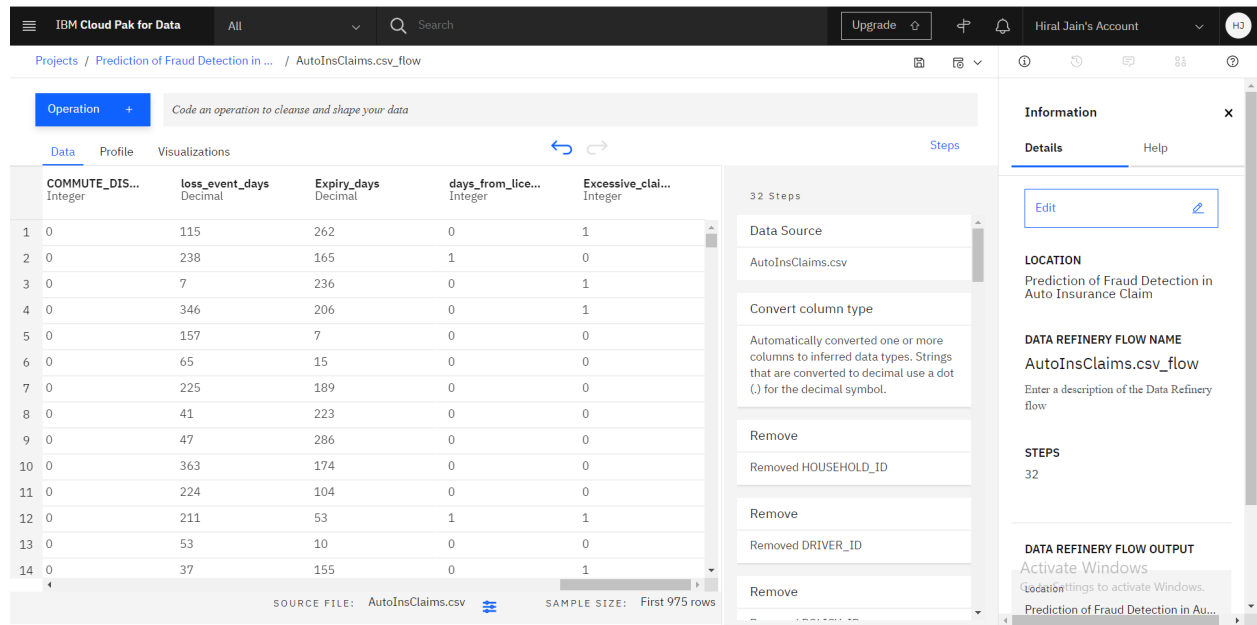 IBM Cloud Pak for Data
All
Search
Upgrade
Hiral Jain's Account
HJ
Projects / Prediction of Fraud Detection in ... / AutoInsClaims.csv_flow
Operation +
Code an operation to cleanse and shape your data
Data Profile Visualizations
Steps
COMMUTE_DIS... loss_event_days Expiry_days days_from_lice... Excessive_clai...
Integer Decimal Decimal Integer Integer
1 0 115 262 0 1
2 0 238 165 1 0
3 0 7 236 0 1
4 0 346 206 0 1
5 0 157 7 0 0
6 0 65 15 0 0
7 0 225 189 0 0
8 0 41 223 0 0
9 0 47 286 0 0
10 0 363 174 0 0
11 0 224 104 0 0
12 0 211 53 1 1
13 0 53 10 0 0
14 0 37 155 0 1
SOURCE FILE: AutoInsClaims.csv SAMPLE SIZE: First 975 rows
32 Steps
Data Source
AutoInsClaims.csv
Convert column type
Automatically converted one or more
columns to inferred data types. Strings
that are converted to decimal use a dot
(.) for the decimal symbol.
Remove
Removed HOUSEHOLD_ID
Remove
Removed DRIVER_ID
Remove
Information
Details Help
Edit
LOCATION
Prediction of Fraud Detection in
Auto Insurance Claim
DATA REFINERY FLOW NAME
AutoInsClaims.csv_flow
Enter a description of the Data Refinery
flow
STEPS
32
DATA REFINERY FLOW OUTPUT
Activate Windows
Go to Settings to activate Windows.
Location
Prediction of Fraud Detection in Au...